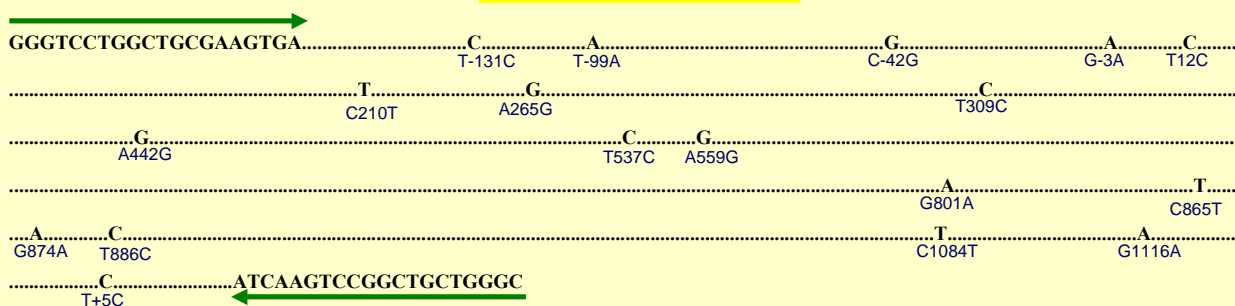 GGGTCCTGGCTGCGAAGTGA..........................................C..............................A..........................................................................G......................................................A...................C..........
T-131C T-99A C-42G G-3A T12C
.........................................................................................T........................................G..................................................................................................................C..............................................................
C210T A265G T309C
................................G.........................................................................................................................C.................G.....................................................................................................................................
A442G T537C A559G
..........................................................................................................................................................................................................................................A..............................................................T.......
G801A C865T
.....A.................C...........................................................................................................................................................................................................T..................................................A.......................
G874A T886C C1084T G1116A
.......................C..............................ATCAAGTCCGGCTGCTGGGC
T+5C